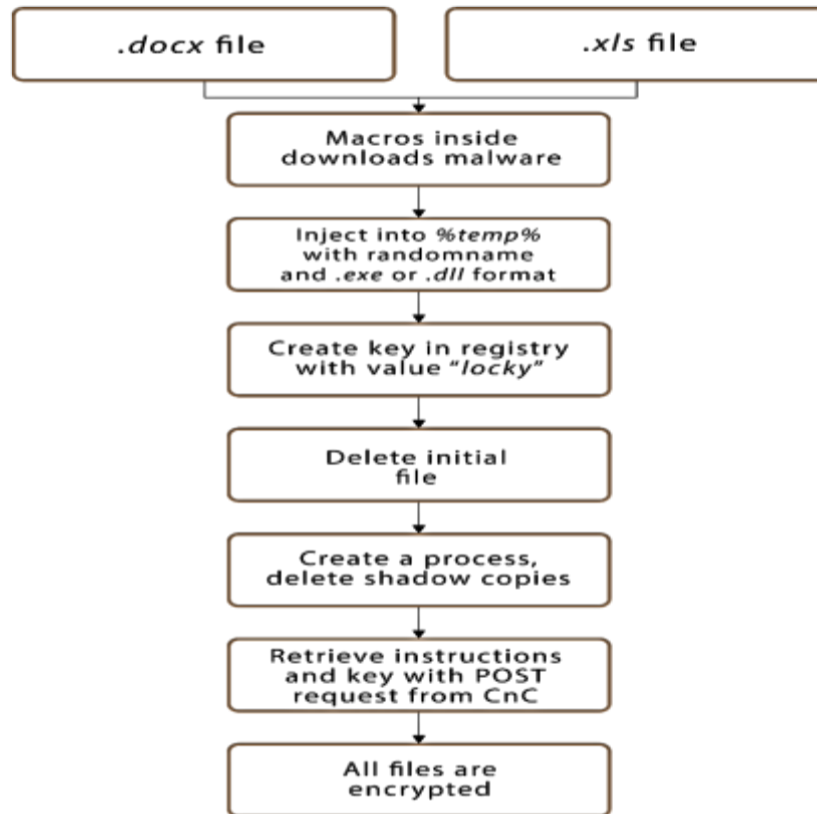 .docx file
.xls file
Macros inside
downloads malware
Inject into %temp%
with randomname
and .exe or .dll format
Create key in registry
with value “locky”
Delete initial
file
Create a process,
delete shadow copies
Retrieve instructions
and key with POST
request from CnC
All files are
encrypted